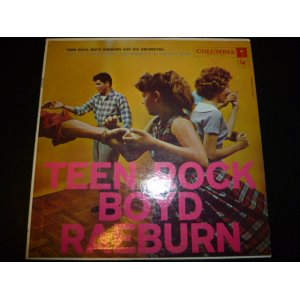 TEEN ROCK · BOYD RAEBURN AND HIS ORCHESTRA
COLUMBIA
TEEN ROCK
BOYD
RAEBURN